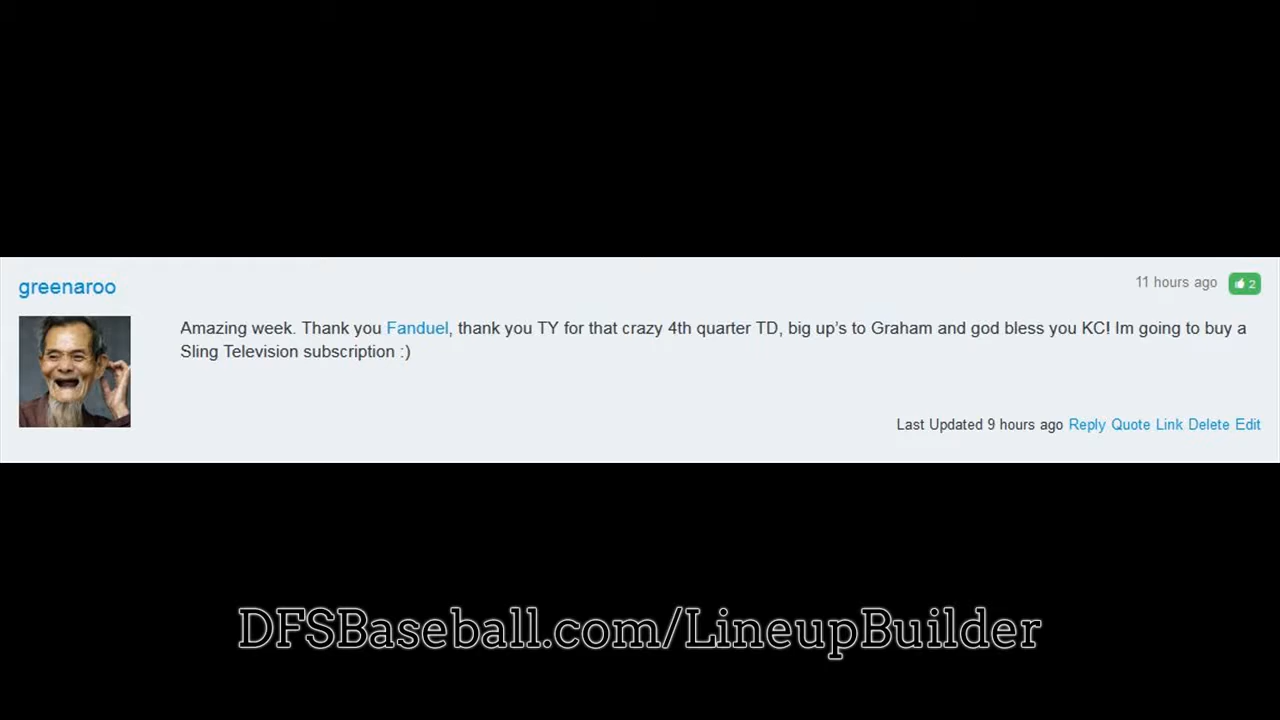 greenaroo
11 hours ago
2
Amazing week. Thank you Fanduel, thank you TY for that crazy 4th quarter TD, big up's to Graham and god bless you KC! Im going to buy a
Sling Television subscription :)
Last Updated 9 hours ago Reply Quote Link Delete Edit
DFSBaseball.com/LineupBuilder